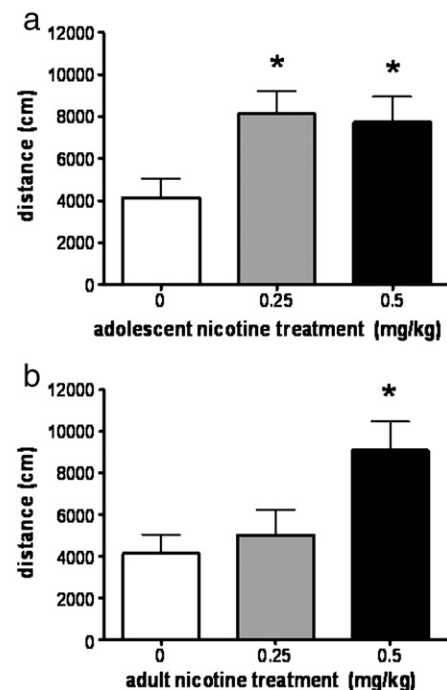 a
12000
*
*
10000
8000
6000
4000
2000
0
distance (cm)
0 0.25 0.5
adolescent nicotine treatment (mg/kg)
b
12000
*
10000
8000
6000
4000
2000
0
distance (cm)
0 0.25 0.5
adult nicotine treatment (mg/kg)